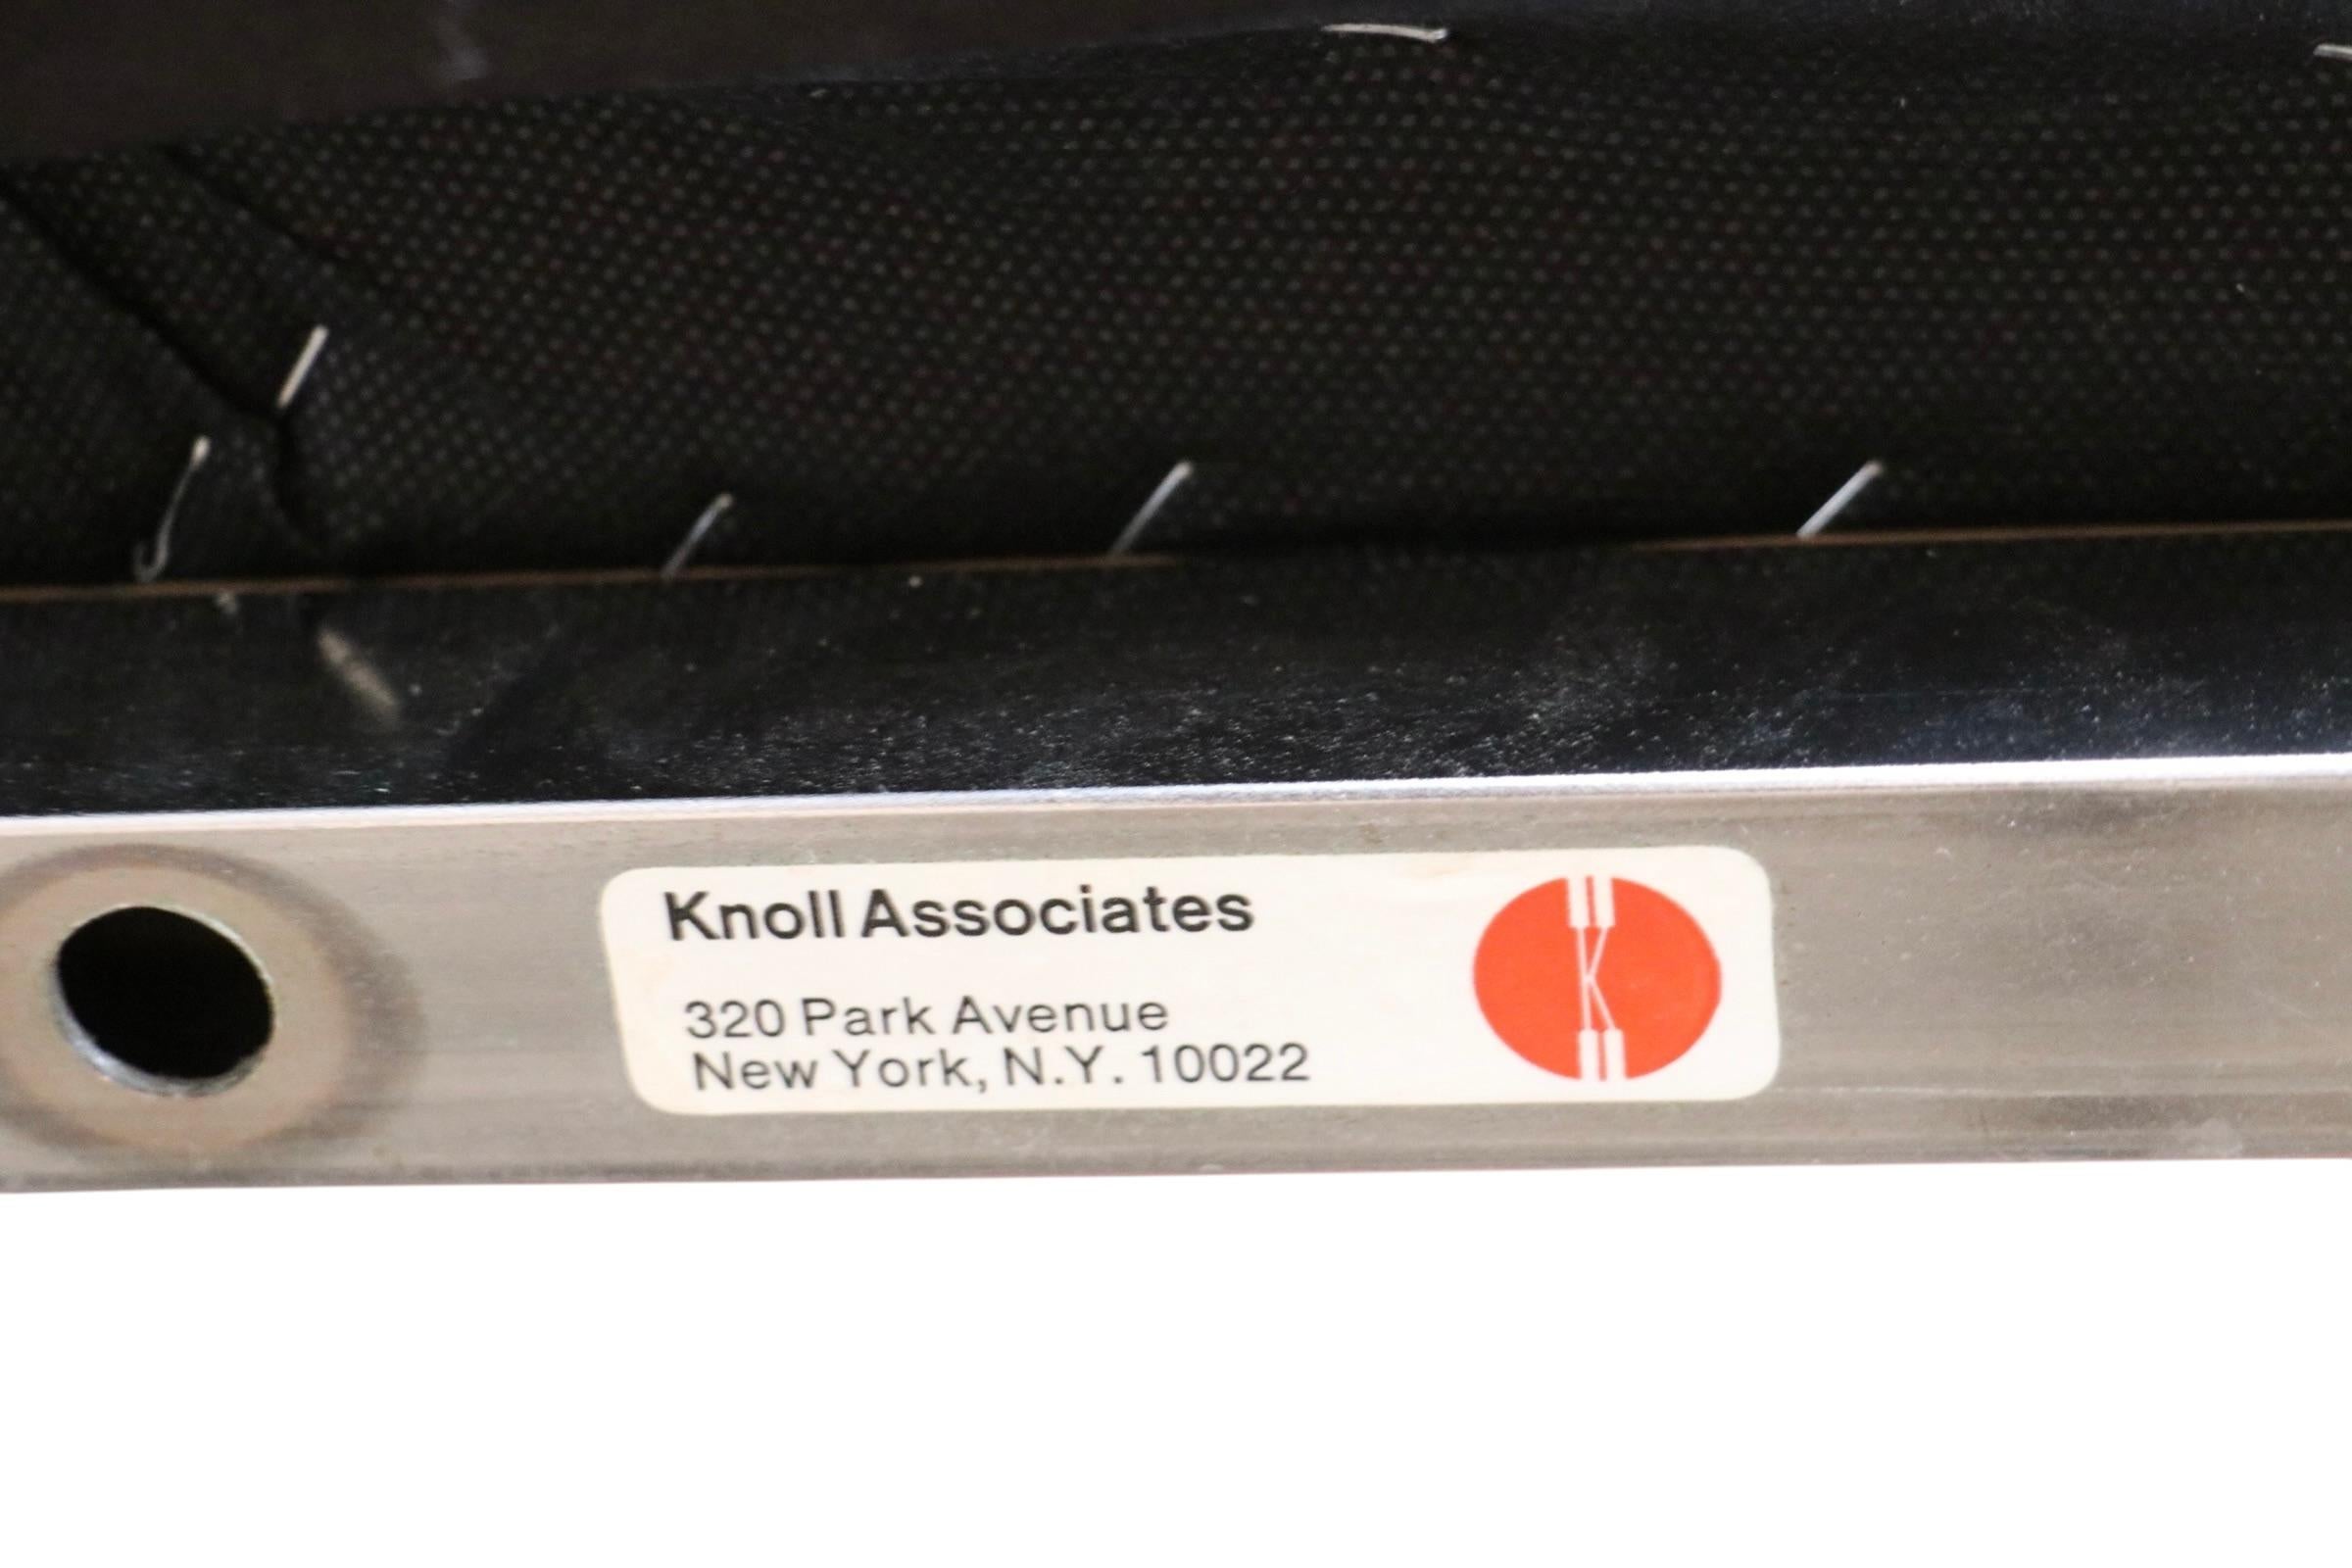 Knoll Associates
320 Park Avenue
New York, N.Y. 10022
K